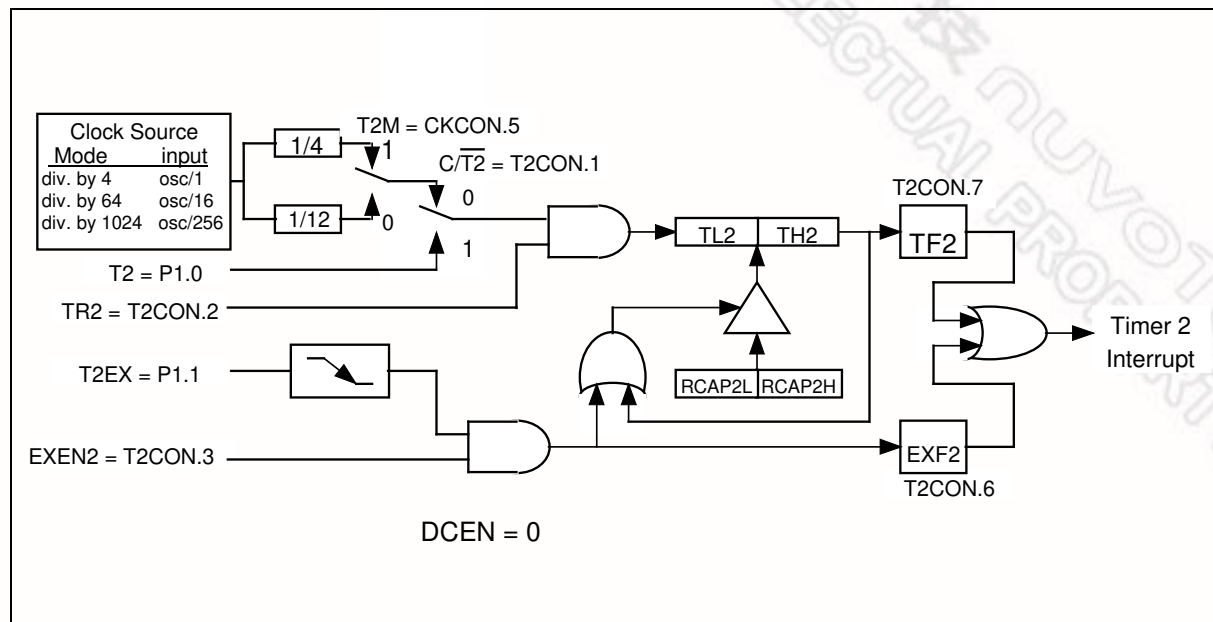 Clock Source
Mode input
div. by 4 osc/1
div. by 64 osc/16
div. by 1024 osc/256
1/4
1/12
T2M = CKCON.5
1
0
C/T2 = T2CON.1
0
1
T2 = P1.0
TR2 = T2CON.2
T2EX = P1.1
EXEN2 = T2CON.3
TL2 TH2
RCAP2L RCAP2H
T2CON.7
TF2
EXF2
T2CON.6
Timer 2
Interrupt
DCEN = 0
技 nuvoTo